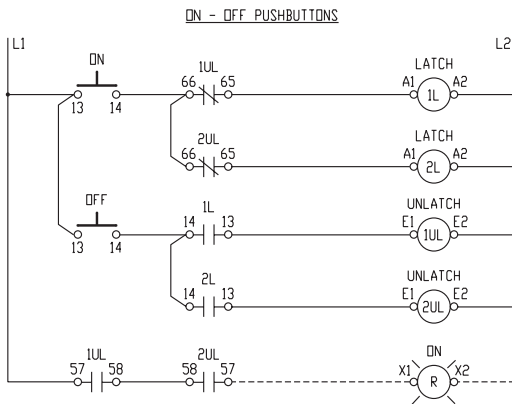 ON - OFF PUSHBUTTONS
L1 L2
ON 1UL LATCH
13 14 66 65 A1 1L A2
2UL LATCH
66 65 A1 2L A2
OFF 1L UNLATCH
13 14 14 13 E1 1UL E2
2L UNLATCH
14 13 E1 2UL E2
1UL 2UL ON
57 58 58 57 X1 R X2